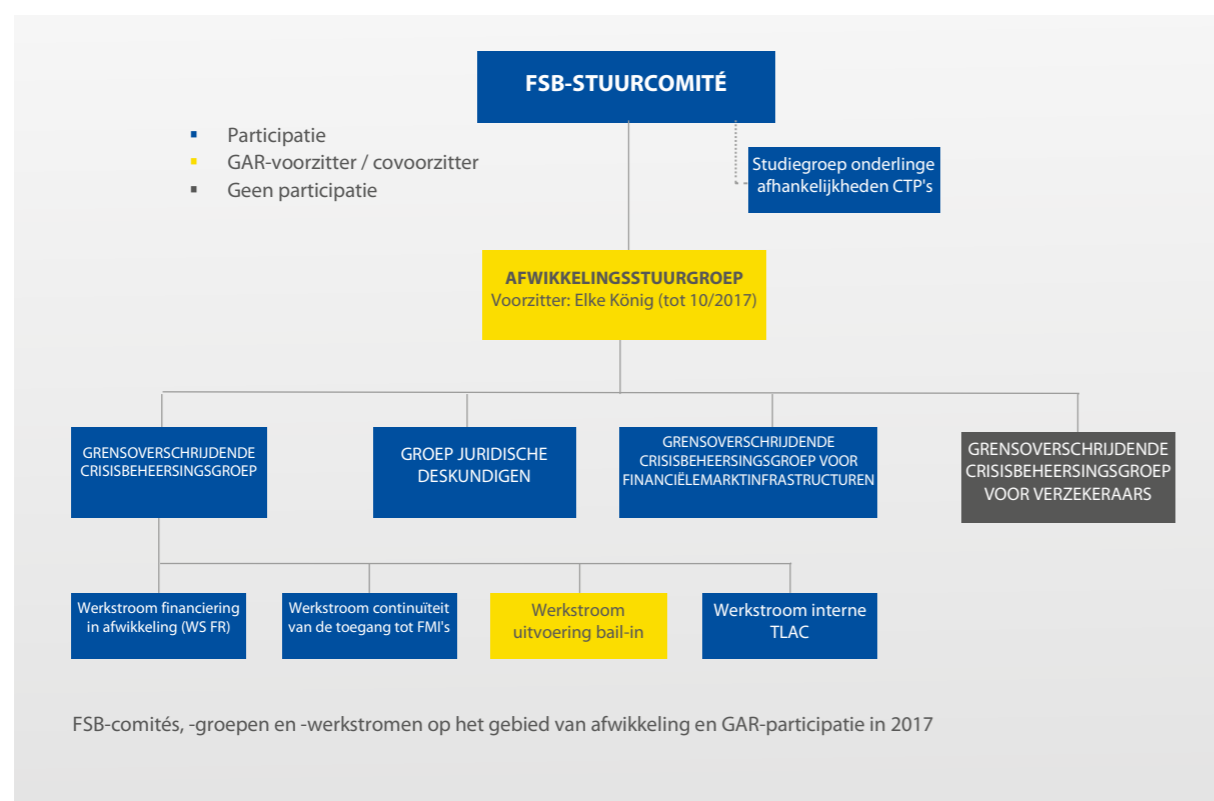 FSB-STUURCOMITÉ
Participatie
GAR-voorzitter / covoorzitter
Geen participatie
Studiegroep onderlinge
afhankelijkheden CTP's
AFWIKKELINGSSTUURGROEP
Voorzitter: Elke König (tot 10/2017)
GRENSOVERSCHRIJDENDE
CRISISBEHEERSINGSGROEP
GROEP JURIDISCHE
DESKUNDIGEN
GRENSOVERSCHRIJDENDE
CRISISBEHEERSINGSGROEP VOOR
FINANCIËLEMARKTINFRASTRUCTUREN
GRENSOVERSCHRIJDENDE
CRISISBEHEERSINGSGROEP
VOOR VERZEKERAARS
Werkstroom financiering
in afwikkeling (WS FR)
Werkstroom continuïteit
van de toegang tot FMI's
Werkstroom
uitvoering bail-in
Werkstroom interne
TLAC
FSB-comités, -groepen en -werkstromen op het gebied van afwikkeling en GAR-participatie in 2017